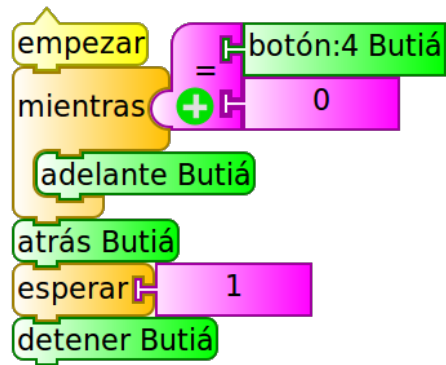 empezar
botón:4 Butiá
=
mientras
0
adelante Butiá
atrás Butiá
esperar
1
detener Butiá